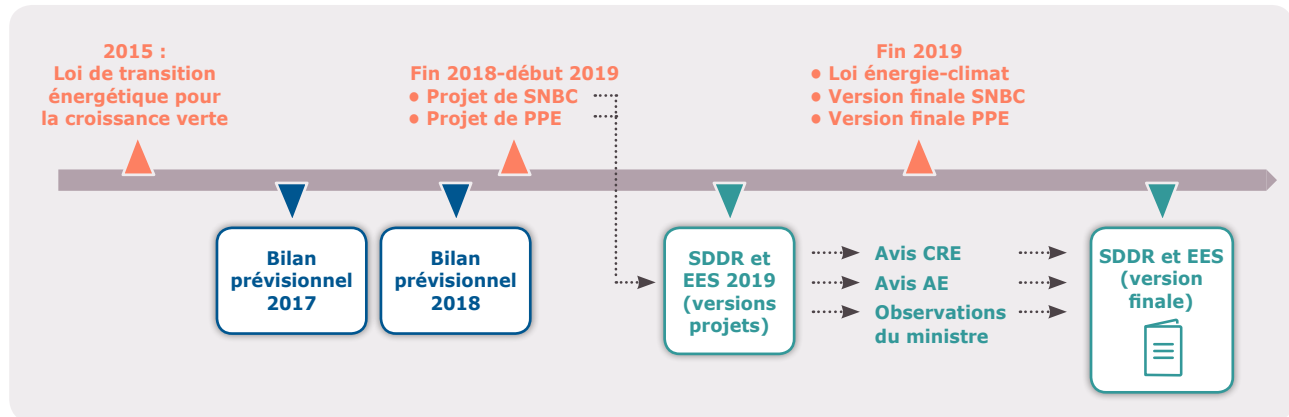 2015 :
Loi de transition
énergétique pour
la croissance verte
Fin 2018-début 2019
• Projet de SNBC
• Projet de PPE
Fin 2019
• Loi énergie-climat
• Version finale SNBC
• Version finale PPE
Bilan
prévisionnel
2017
Bilan
prévisionnel
2018
SDDR et
EES 2019
(versions
projets)
Avis CRE
Avis AE
Observations
du ministre
SDDR et EES
(version
finale)